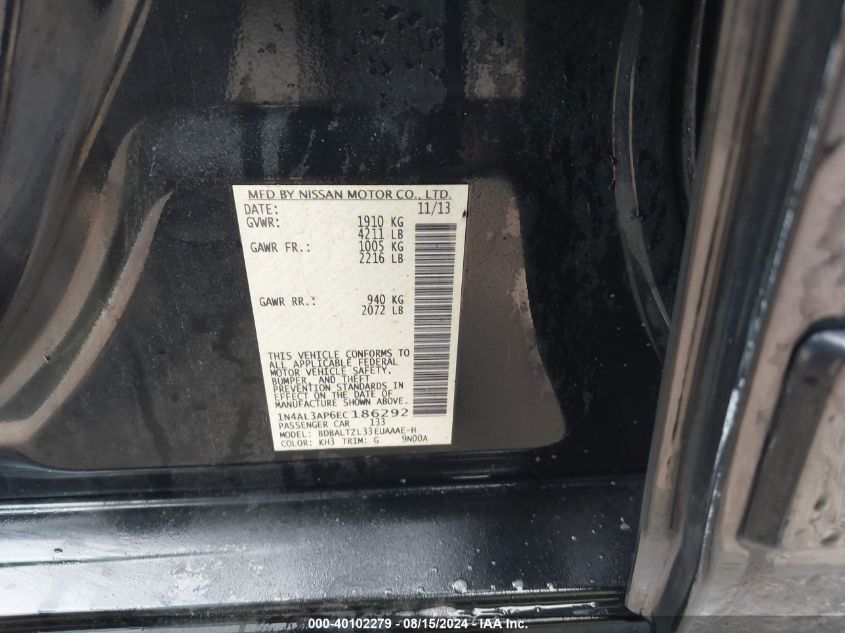 MFD BY NISSAN MOTOR CO., LTD.
DATE: 11/13
GVWR: 1910 KG
4211 LB
GAWR FR.: 1005 KG
2216 LB
GAWR RR.: 940 KG
2072 LB
THIS VEHICLE CONFORMS TO
ALL APPLICABLE FEDERAL
MOTOR VEHICLE SAFETY,
BUMPER, AND THEFT
PREVENTION STANDARDS IN
EFFECT ON THE DATE OF
MANUFACTURE SHOWN ABOVE.
1N4AL3AP6EC186292
PASSENGER CAR 133
MODEL: BDBALTZL33EUAAAE-H
COLOR: KH3 TRIM: G 9N00A
000-40102279 - 08/15/2024 - IAA Inc.